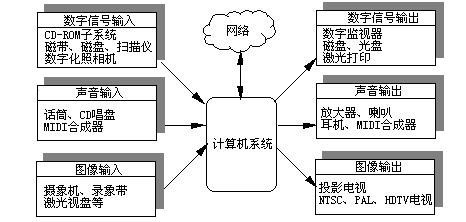 数字信号输入
CD-ROM子系统
磁带、磁盘、扫描仪
数字化照相机
声音输入
话筒、CD唱盘
MIDI合成器
图像输入
摄象机、录象带
激光视盘等
网络
计算机系统
数字信号输出
数字监视器
磁盘、光盘
激光打印
声音输出
放大器、喇叭
耳机、MIDI合成器
图像输出
投影电视
NTSC、PAL、HDTV电视